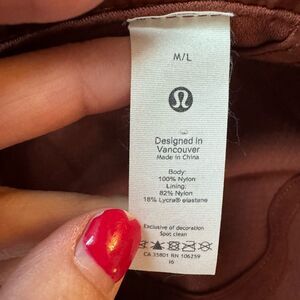 M/L
Designed in
Vancouver
Made in China
Body:
100% Nylon
Lining:
82% Nylon
18% Lycra® elastane
Exclusive of decoration
Spot clean
CA 35801 RN 106259
16